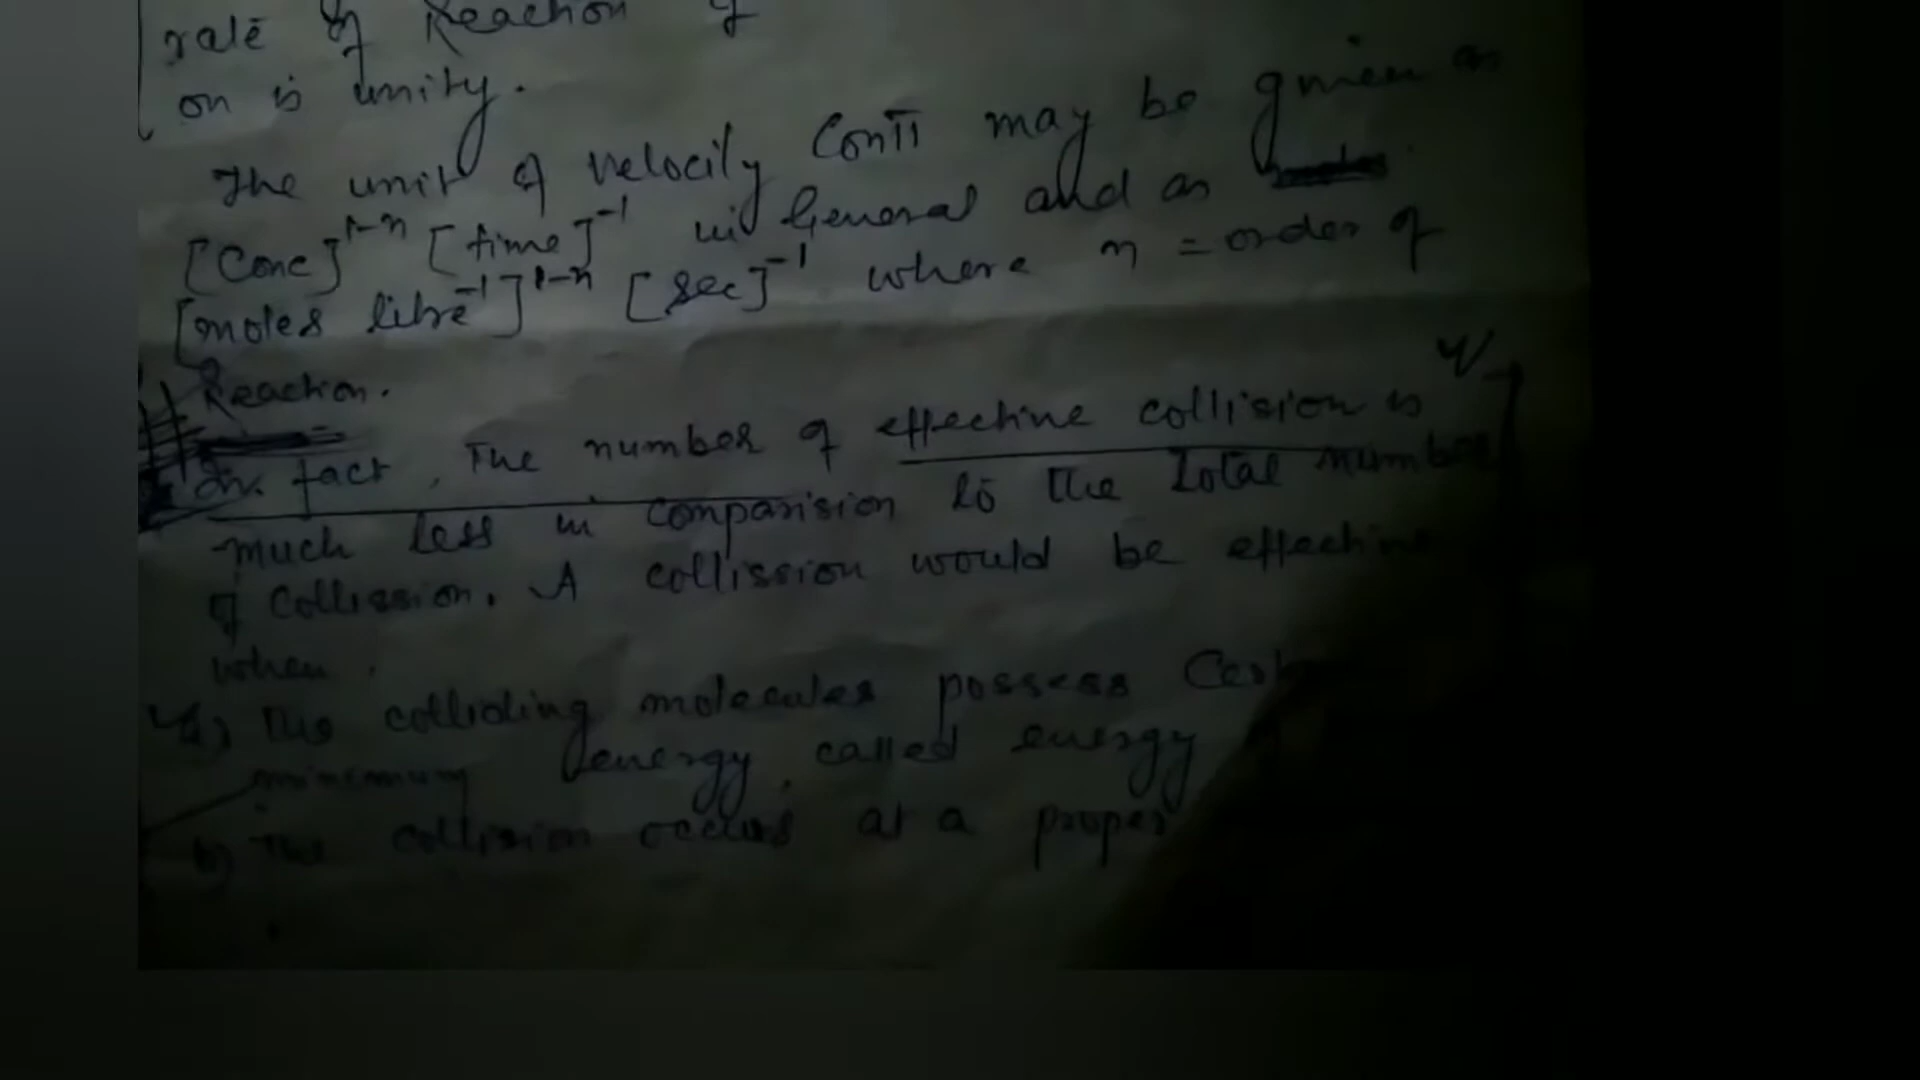 rate of Reaction
on is unity.
The unit of velocity Constt may be given as
[Conc]^1-n [time]^-1 in General and as
[moles litre^-1]^1-n [sec]^-1 where n = order of
Reaction.
In fact, The number of effective collision is
much less in comparision to the total number
of collission. A collission would be effective
when
a) The colliding molecules possess
minimum energy, called energy
b) The collision occurs at a proper